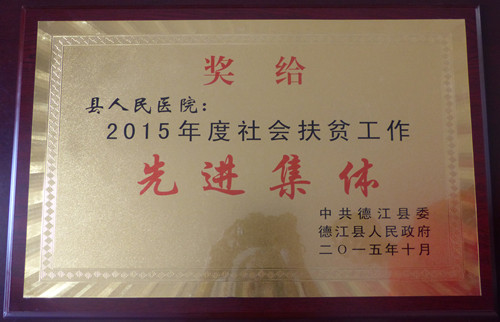 奖给
县人民医院：
2015年度社会扶贫工作
先进集体
中共德江县委
德江县人民政府
二〇一五年十月